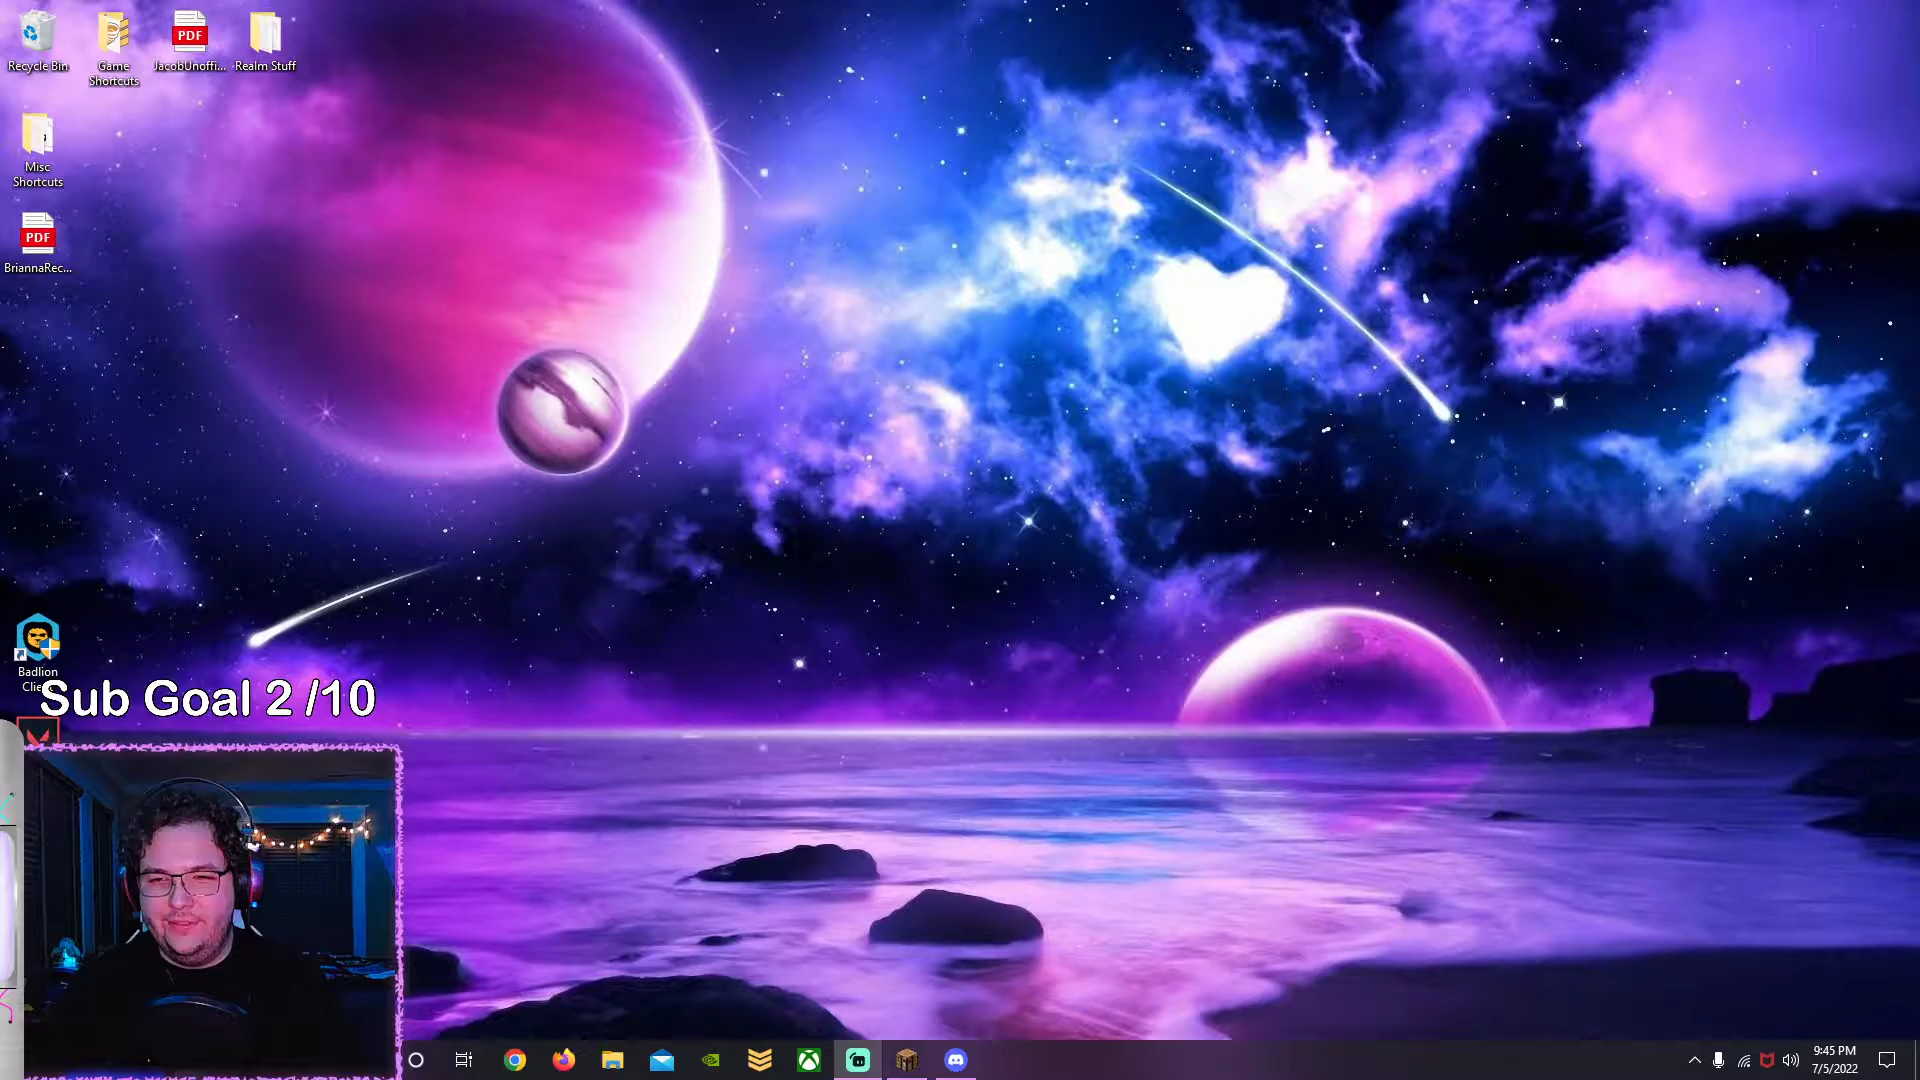 Recycle Bin
Game
Shortcuts
PDF
JacobUnoffi...
Realm Stuff
Misc
Shortcuts
PDF
BriannaRec...
Badlion
Sub Goal 2 /10
9:45 PM
7/5/2022